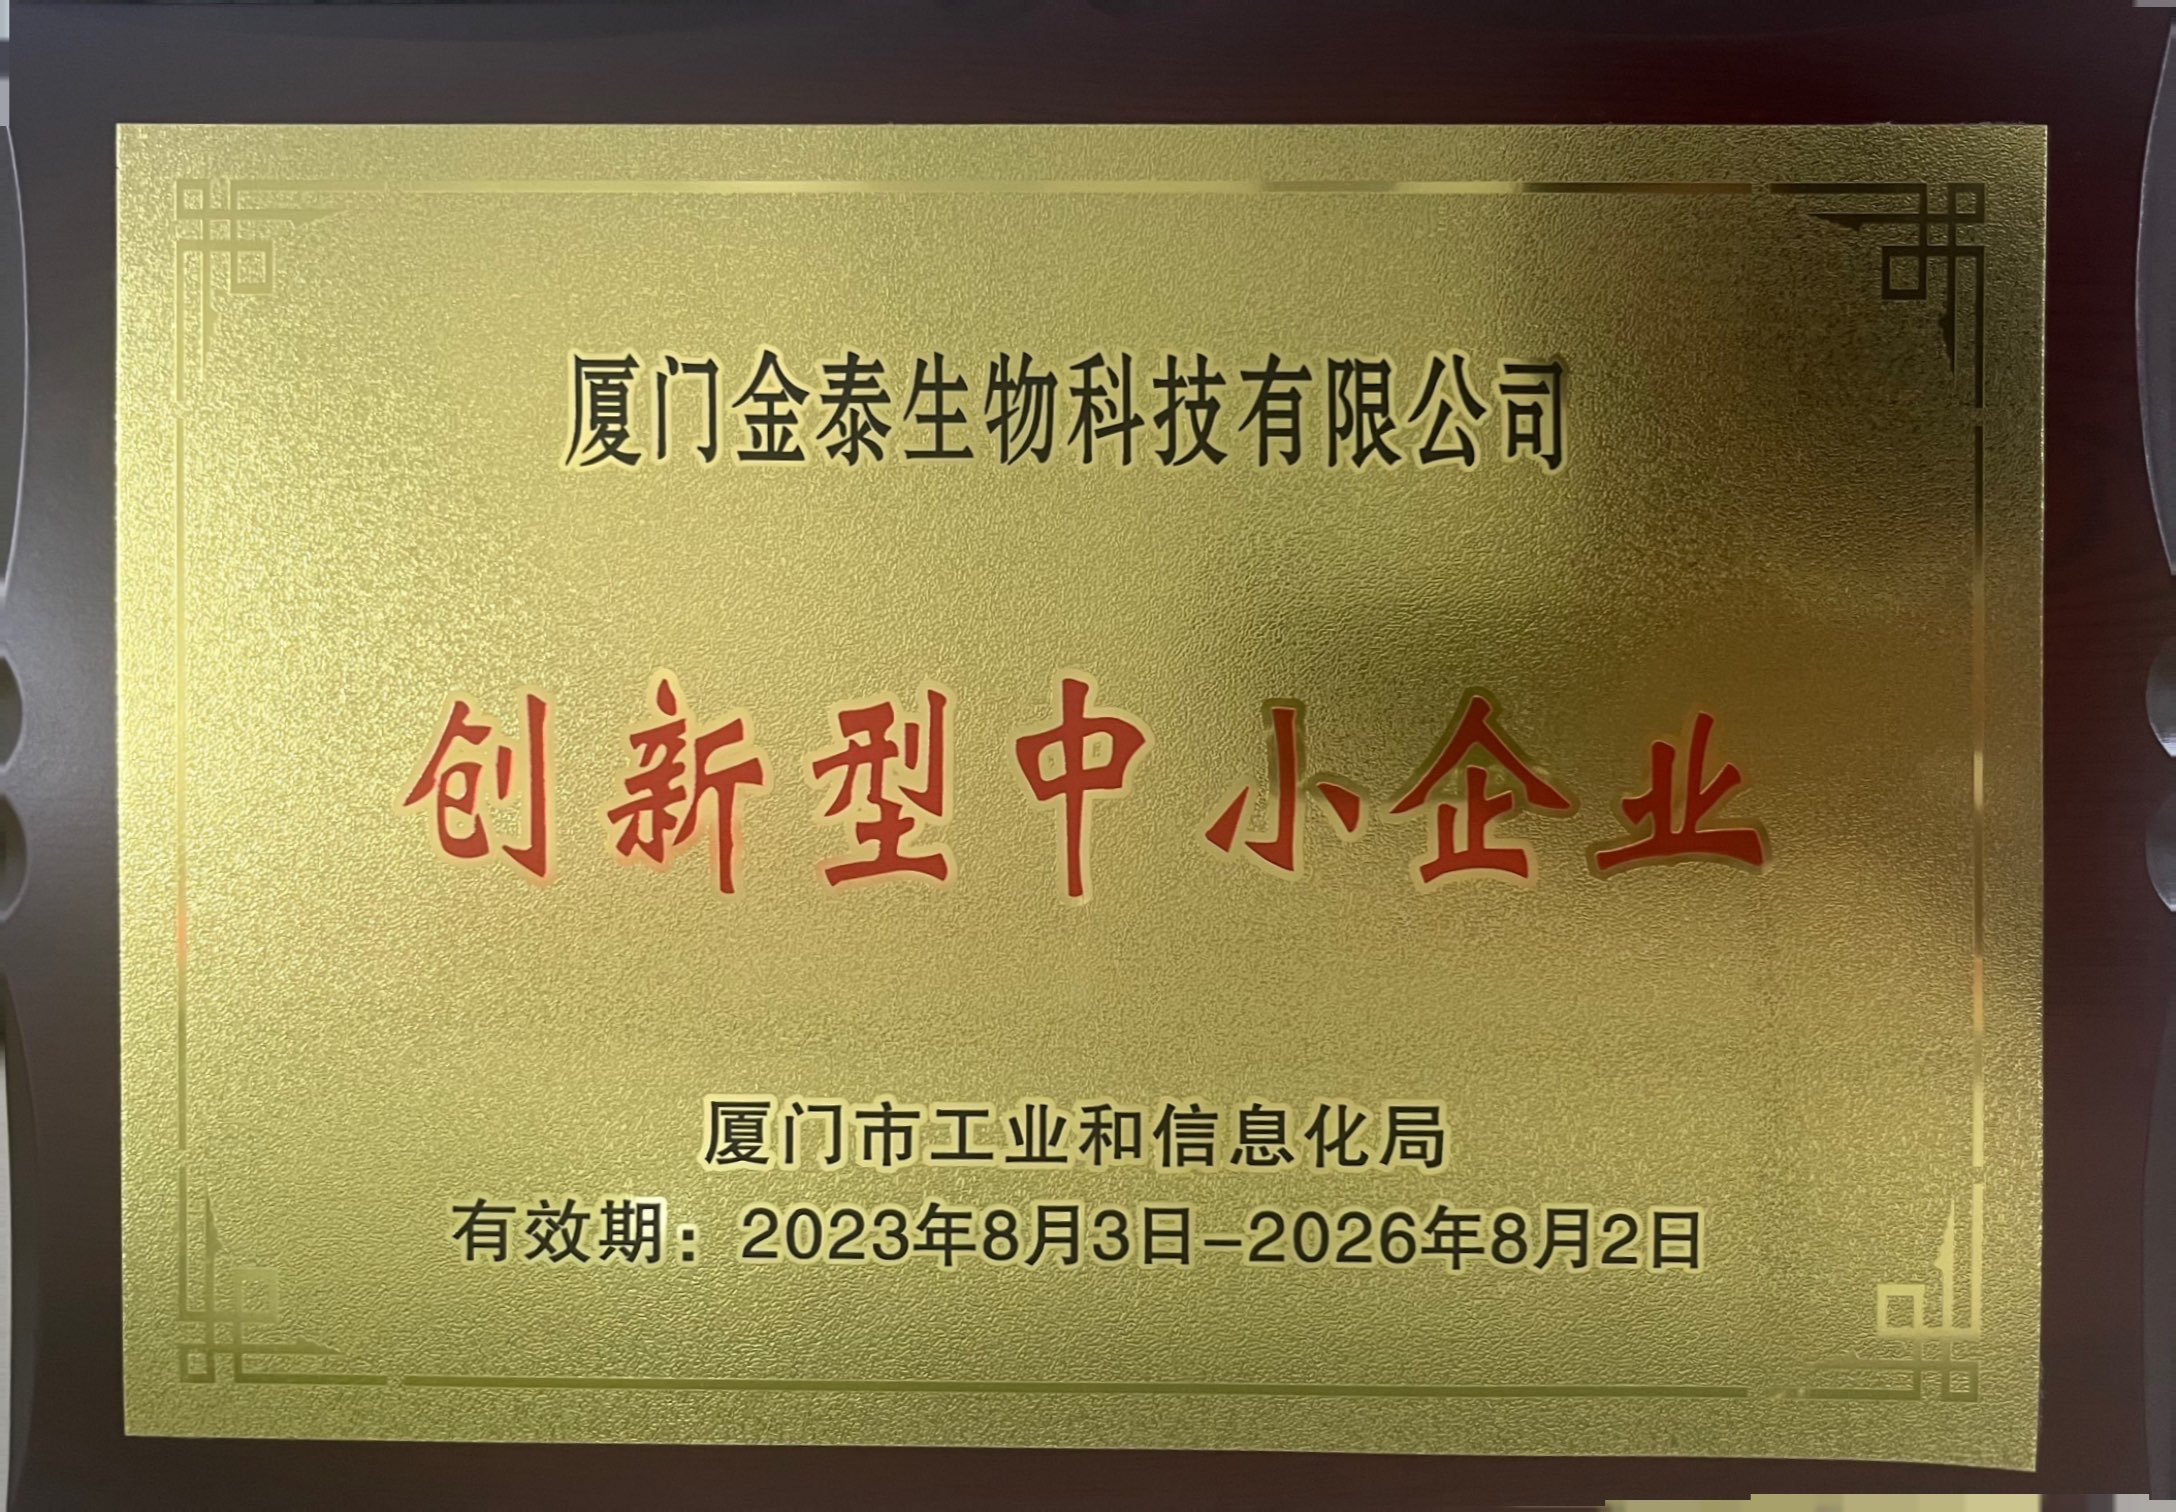 厦门金泰生物科技有限公司
创新型中小企业
厦门市工业和信息化局
有效期：2023年8月3日-2026年8月2日